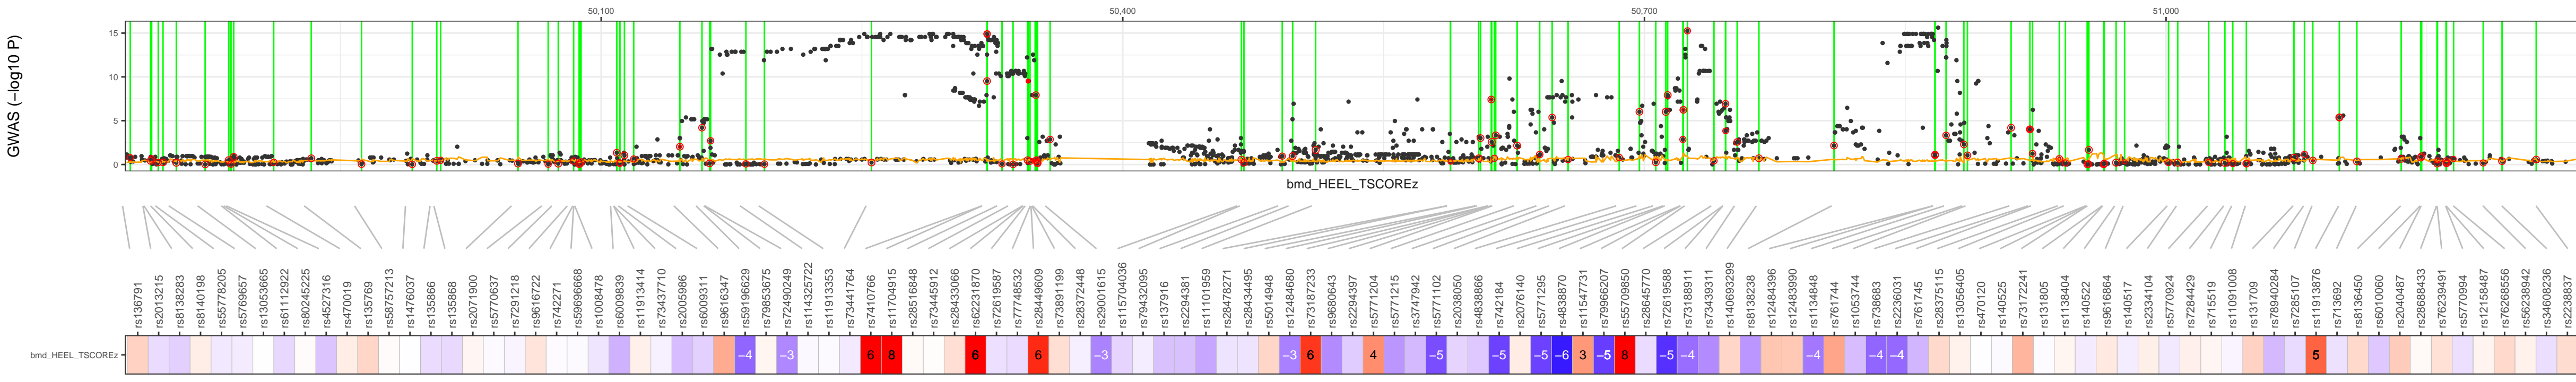 50,100 50,400 50,700 51,000
GWAS (−log10 P)
15
10
5
0
bmd_HEEL_TSCOREz
rs136791 rs2013215 rs8138283 rs8140198 rs55778205 rs5769657 rs13053665 rs61112922 rs80245225 rs4527316 rs470019 rs135769 rs58757213 rs1476037 rs135866 rs135868 rs2071900 rs5770637 rs7291218 rs9616722 rs742271 rs59696668 rs1008478 rs6009839 rs11913414 rs73437710 rs2005986 rs6009311 rs9616347 rs59196629 rs79853675 rs72490249 rs114325722 rs11913353 rs73441764 rs7410766 rs11704915 rs28516848 rs73445912 rs28433066 rs62231870 rs72619587 rs77748532 rs28449609 rs738991199 rs28372448 rs29001615 rs115704036 rs79432095 rs137916 rs2294381 rs11101959 rs28478271 rs28434495 rs5014948 rs12484680 rs73187233 rs9680643 rs2294397 rs5771204 rs5771215 rs37479422 rs5771102 rs2038050 rs4838866 rs742184 rs20761140 rs5771295 rs4838870 rs11547731 rs79966207 rs55709850 rs28645770 rs72619588 rs73188911 rs73439311 rs140693299 rs8138238 rs12484396 rs12483990 rs1134848 rs761744 rs1053744 rs738683 rs2236031 rs761745 rs28375115 rs13056405 rs470120 rs140525 rs73172241 rs131805 rs1138404 rs140522 rs9616864 rs140517 rs2334104 rs5770924 rs7284429 rs715519 rs111091008 rs131709 rs78940284 rs7285107 rs111913876 rs713692 rs8136450 rs6010060 rs2040487 rs28688433 rs76239491 rs5770994 rs12158487 rs76268556 rs56238942 rs34608236 rs2238837
bmd_HEEL_TSCOREz −4 −3 6 8 6 6 −3 −3 6 4 −5 −5 −5 −6 3 −5 8 −5 −4 −4 −4 −4 5